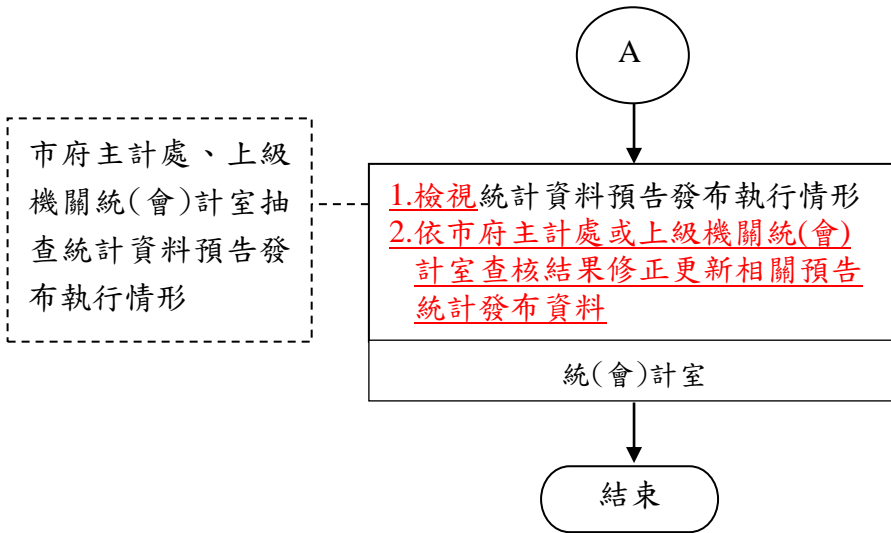 A
市府主計處、上級
機關統(會)計室抽
查統計資料預告發
布執行情形
1.檢視統計資料預告發布執行情形
2.依市府主計處或上級機關統(會)
計室查核結果修正更新相關預告
統計發布資料
統(會)計室
結束